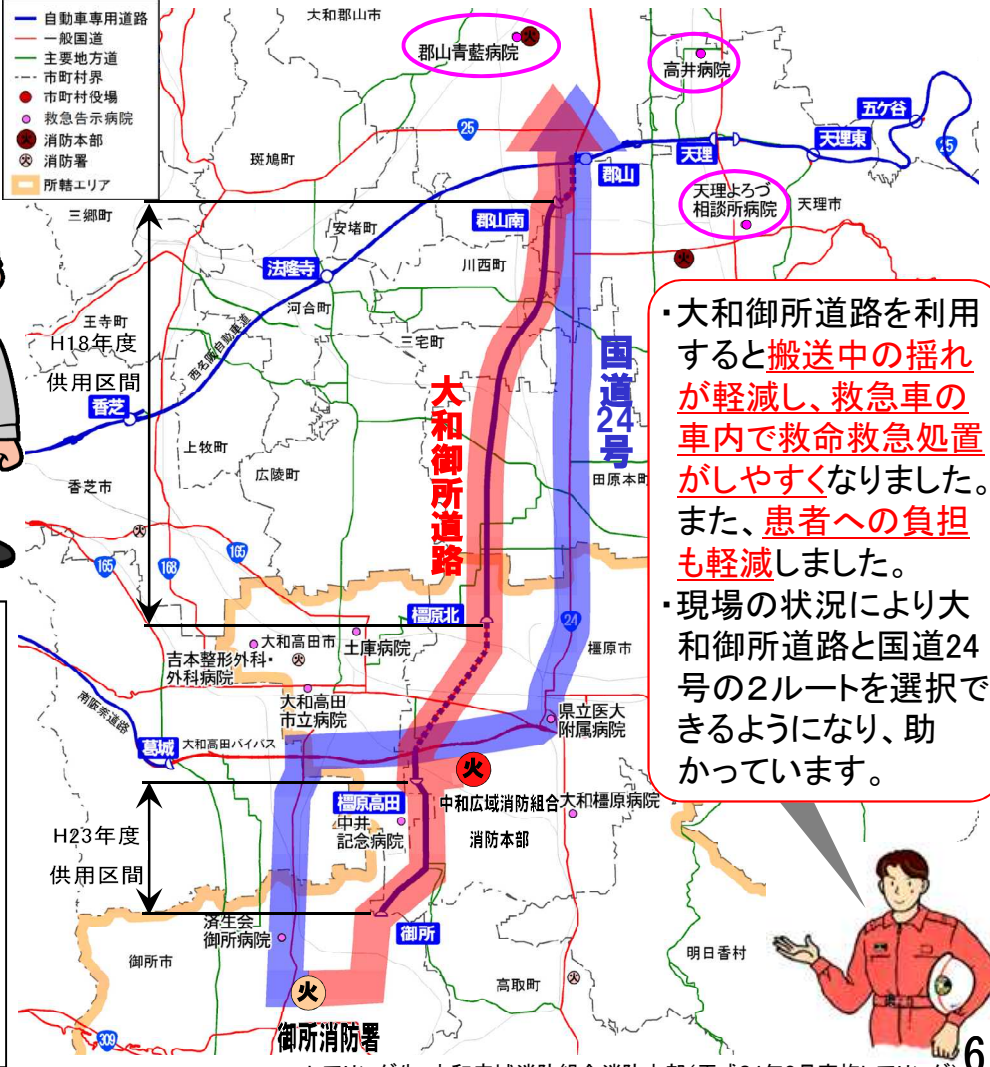 自動車専用道路
一般国道
主要地方道
市町村界
市町村役場
救急告示病院
火 消防本部
火 消防署
所轄エリア
大和郡山市
郡山青藍病院
火
高井病院
五ケ谷
25
天理
天理東
25
斑鳩町
郡山
天理よろづ
相談所病院
天理市
三郷町
安堵町
郡山南
川西町
火
法隆寺
河合町
王寺町
H18年度
供用区間
三宅町
西名阪自動車道
香芝
大和御所道路
国道24号
上牧町
広陵町
田原本町
香芝市
火
165
168
165
橿原北
24
橿原市
大和高田市
土庫病院
吉本整形外科・
外科病院
火
大和高田
市立病院
県立医大
附属病院
南阪奈道路
大和高田バイパス
葛城
火
橿原高田
中井
記念病院
中和広域消防組合
消防本部
大和橿原病院
H23年度
供用区間
済生会
御所病院
御所
御所市
高取町
火
明日香村
火
御所消防署
309
・大和御所道路を利用
すると搬送中の揺れ
が軽減し、救急車の
車内で救命救急処置
がしやすくなりました。
また、患者への負担
も軽減しました。
・現場の状況により大
和御所道路と国道24
号の2ルートを選択で
きるようになり、助
かっています。
6